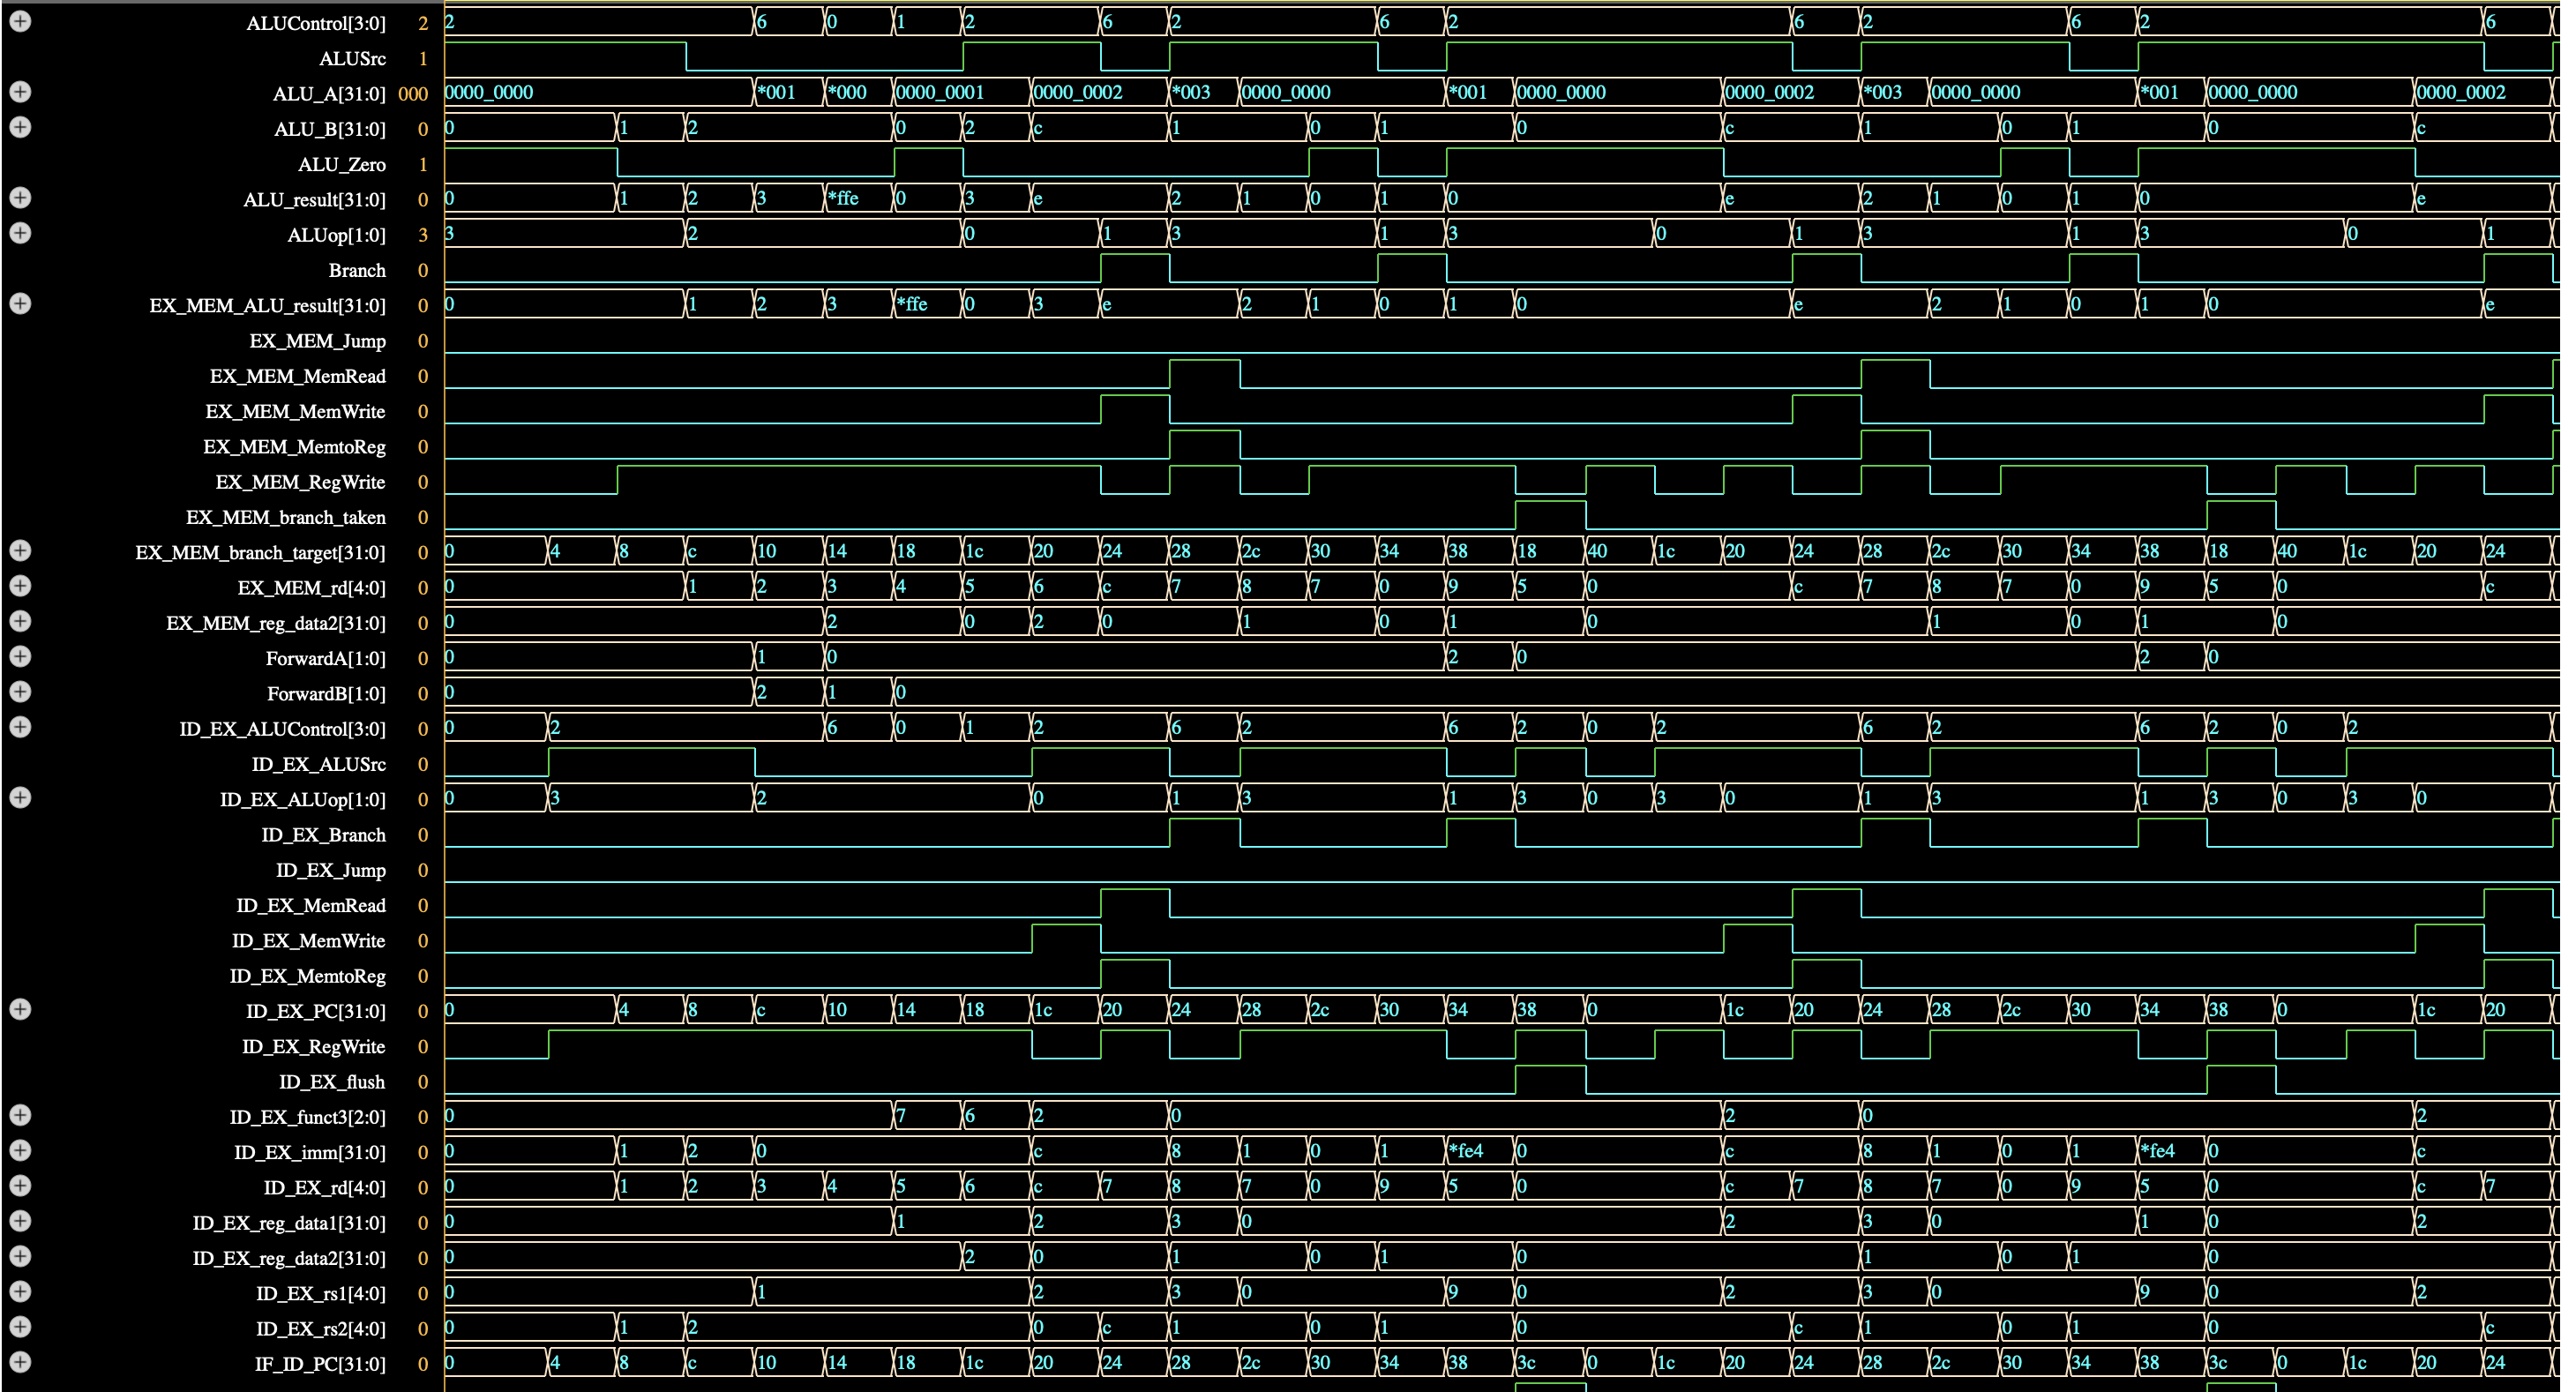 ALUControl[3:0] 2 2 6 0 1 2 6 2 6 2 6 2 6 2 6
ALUSrc 1
ALU_A[31:0] 000 0000_0000 *001 *000 0000_0001 0000_0002 *003 0000_0000 *001 0000_0000 0000_0002 *003 0000_0000 *001 0000_0000 0000_0002
ALU_B[31:0] 0 0 1 2 0 2 c 1 0 1 0 c 1 0 1 0 c
ALU_Zero 1
ALU_result[31:0] 0 0 1 2 3 *ffe 0 3 e 2 1 0 1 0 e 2 1 0 1 0 e
ALUop[1:0] 3 3 2 0 1 3 1 3 0 1 3 1 3 0 1
Branch 0
EX_MEM_ALU_result[31:0] 0 0 1 2 3 *ffe 0 3 e 2 1 0 1 0 e 2 1 0 1 0 e
EX_MEM_Jump 0
EX_MEM_MemRead 0
EX_MEM_MemWrite 0
EX_MEM_MemtoReg 0
EX_MEM_RegWrite 0
EX_MEM_branch_taken 0
EX_MEM_branch_target[31:0] 0 0 4 8 c 10 14 18 1c 20 24 28 2c 30 34 38 18 40 1c 20 24 28 2c 30 34 38 18 40 1c 20 24
EX_MEM_rd[4:0] 0 0 1 2 3 4 5 6 c 7 8 7 0 9 5 0 c 7 8 7 0 9 5 0 c
EX_MEM_reg_data2[31:0] 0 0 2 0 2 0 1 0 1 0 1 0 1 0
ForwardA[1:0] 0 0 1 0 2 0 2 0
ForwardB[1:0] 0 0 2 1 0
ID_EX_ALUControl[3:0] 0 0 2 6 0 1 2 6 2 6 2 0 2 6 2 6 2 0 2
ID_EX_ALUSrc 0
ID_EX_ALUop[1:0] 0 0 3 2 0 1 3 1 3 0 3 0 1 3 1 3 0 3 0
ID_EX_Branch 0
ID_EX_Jump 0
ID_EX_MemRead 0
ID_EX_MemWrite 0
ID_EX_MemtoReg 0
ID_EX_PC[31:0] 0 0 4 8 c 10 14 18 1c 20 24 28 2c 30 34 38 0 1c 20 24 28 2c 30 34 38 0 1c 20
ID_EX_RegWrite 0
ID_EX_flush 0
ID_EX_funct3[2:0] 0 0 7 6 2 0 2 0 2
ID_EX_imm[31:0] 0 0 1 2 0 c 8 1 0 1 *fe4 0 c 8 1 0 1 *fe4 0 c
ID_EX_rd[4:0] 0 0 1 2 3 4 5 6 c 7 8 7 0 9 5 0 c 7 8 7 0 9 5 0 c 7
ID_EX_reg_data1[31:0] 0 0 1 2 3 0 2 3 0 1 0 2
ID_EX_reg_data2[31:0] 0 0 2 0 1 0 1 0 1 0 1 0
ID_EX_rs1[4:0] 0 0 1 2 3 0 9 0 2 3 0 9 0 2
ID_EX_rs2[4:0] 0 0 1 2 0 c 1 0 1 0 c 1 0 1 0 c
IF_ID_PC[31:0] 0 0 4 8 c 10 14 18 1c 20 24 28 2c 30 34 38 3c 0 1c 20 24 28 2c 30 34 38 3c 0 1c 20 24